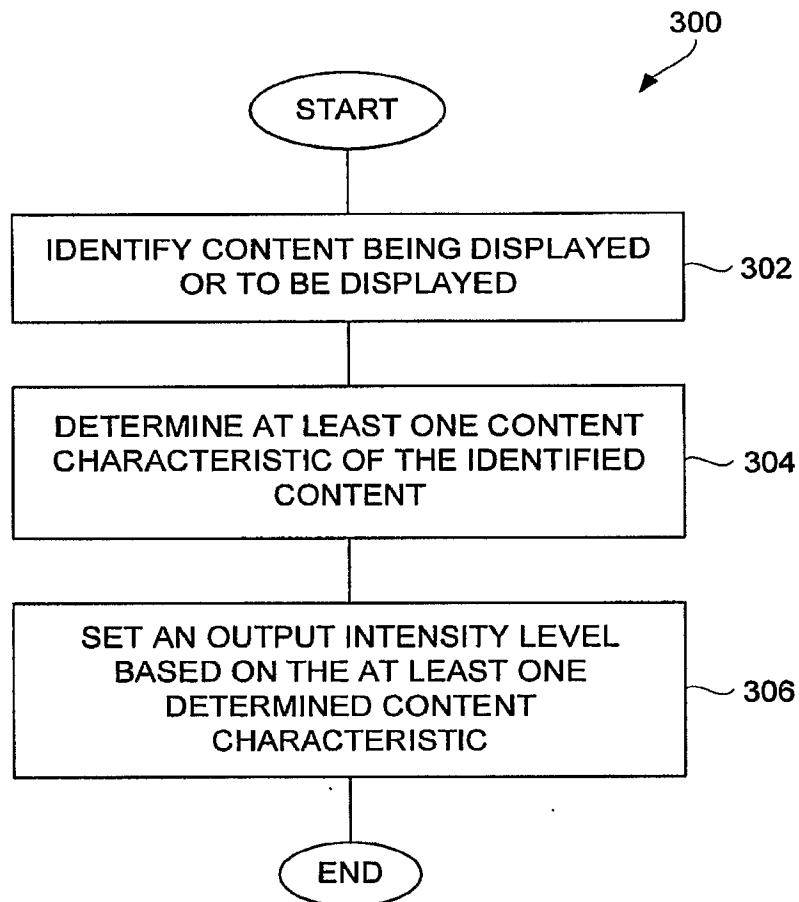 300
START
IDENTIFY CONTENT BEING DISPLAYED
OR TO BE DISPLAYED
302
DETERMINE AT LEAST ONE CONTENT
CHARACTERISTIC OF THE IDENTIFIED
CONTENT
304
SET AN OUTPUT INTENSITY LEVEL
BASED ON THE AT LEAST ONE
DETERMINED CONTENT
CHARACTERISTIC
306
END